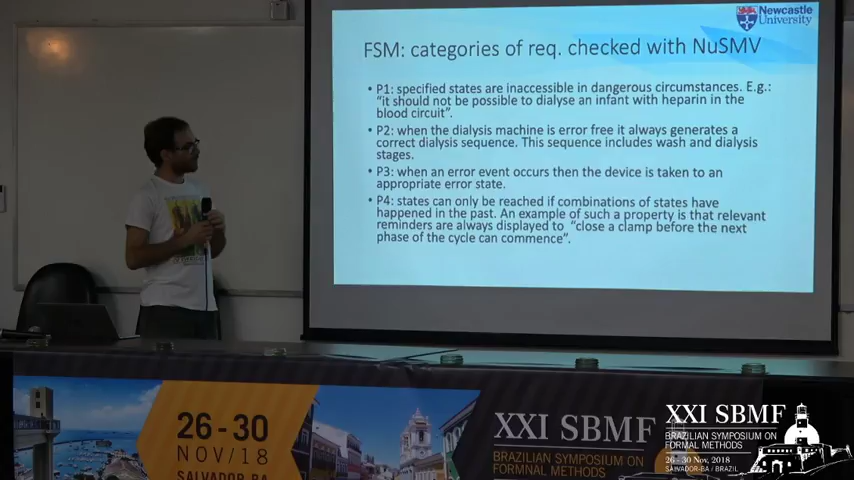 Newcastle
University
FSM: categories of req. checked with NuSMV
• P1: specified states are inaccessible in dangerous circumstances. E.g.:
"it should not be possible to dialyse an infant with heparin in the
blood circuit".
• P2: when the dialysis machine is error free it always generates a
correct dialysis sequence. This sequence includes wash and dialysis
stages.
• P3: when an error event occurs then the device is taken to an
appropriate error state.
• P4: states can only be reached if combinations of states have
happened in the past. An example of such a property is that relevant
reminders are always displayed to "close a clamp before the next
phase of the cycle can commence".
26-30
NOV/18
SALVADOR-BA
XXI SBMF
BRAZILIAN SYMPOSIUM
ON FORMNAL METHODS
XXI SBMF
BRAZILIAN SYMPOSIUM ON
FORMAL METHODS
26 - 30 Nov, 2018
SALVADOR-BA / BRAZIL